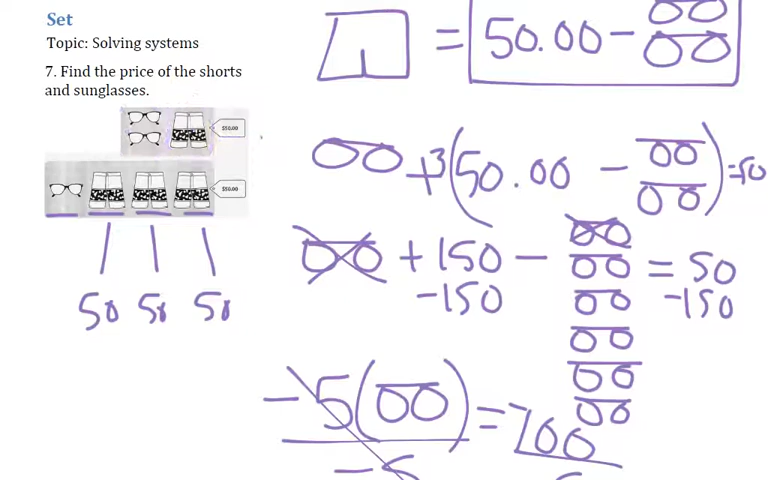 Set
Topic: Solving systems
7. Find the price of the shorts
and sunglasses.
$50.00
$50.00
50 50 50
= 50.00 -
+3(50.00 - ) = 50
+ 150 - = 50
-150 -150
-5( ) = 100
-5